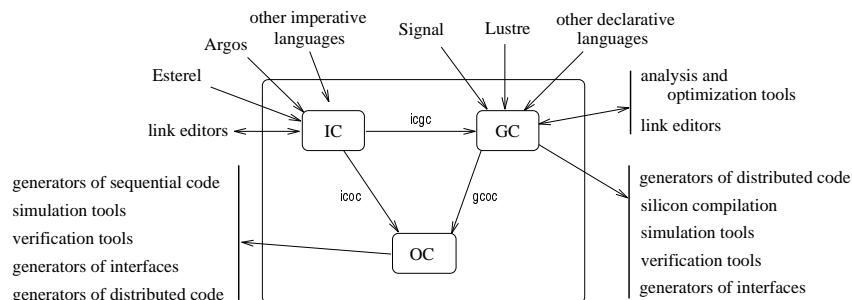 other imperative
languages
Argos
Esterel
Signal
Lustre
other declarative
languages
analysis and
optimization tools
link editors
link editors
IC
icgc
GC
generators of sequential code
simulation tools
verification tools
generators of interfaces
generators of distributed code
icoc
gcoc
OC
generators of distributed code
silicon compilation
simulation tools
verification tools
generators of interfaces